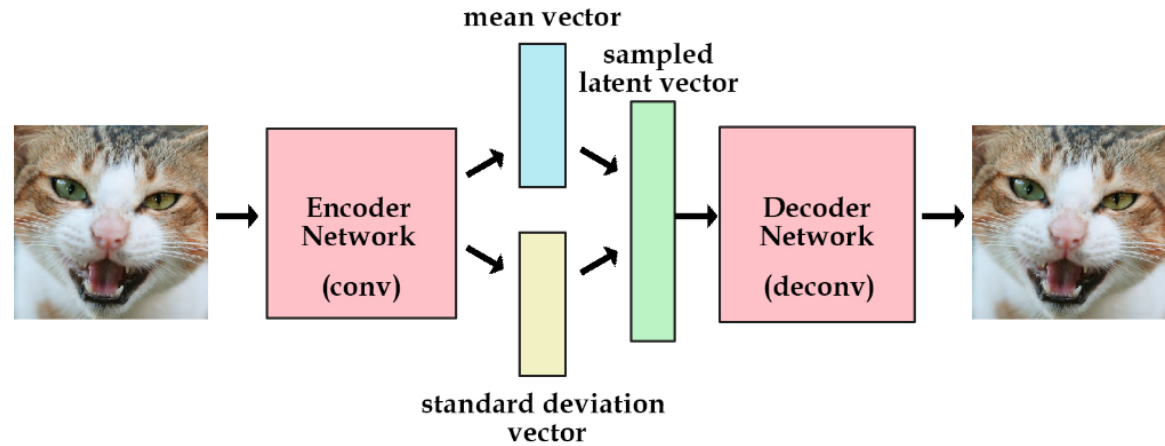 mean vector
sampled
latent vector
Encoder
Network
(conv)
Decoder
Network
(deconv)
standard deviation
vector